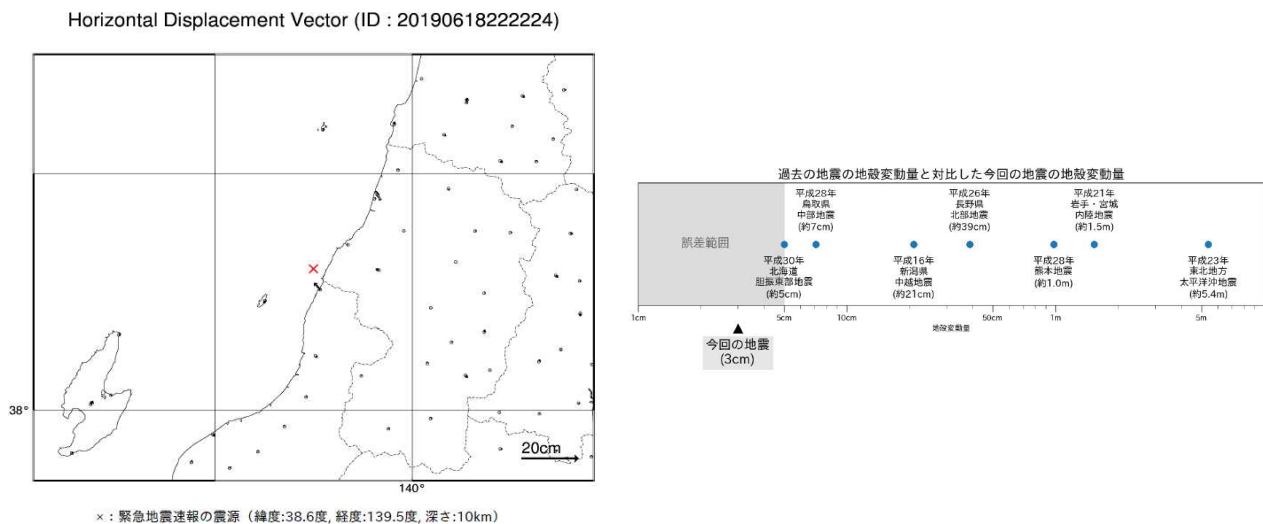 Horizontal Displacement Vector (ID : 20190618222224)
38°
20cm
140°
×：緊急地震速報の震源（緯度:38.6度, 経度:139.5度, 深さ:10km）
過去の地震の地殻変動量と対比した今回の地震の地殻変動量
誤差範囲
平成28年
鳥取県
中部地震
(約7cm)
平成26年
長野県
北部地震
(約39cm)
平成21年
岩手・宮城
内陸地震
(約1.5m)
平成30年
北海道
胆振東部地震
(約5cm)
平成16年
新潟県
中越地震
(約21cm)
平成28年
熊本地震
(約1.0m)
平成23年
東北地方
太平洋沖地震
(約5.4m)
1cm
5cm
10cm
50cm
1m
5m
地殻変動量
今回の地震
(3cm)